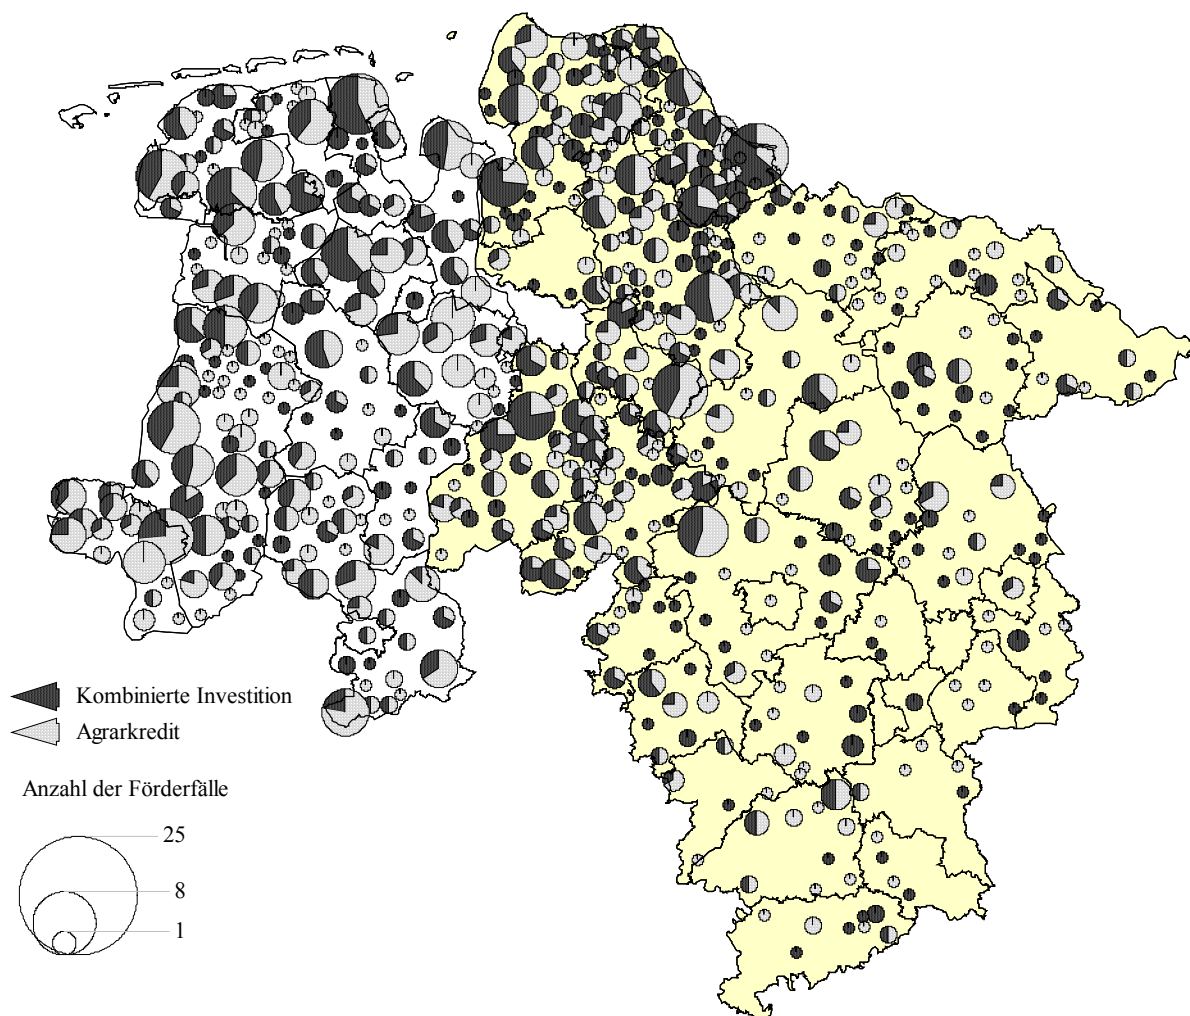 Kombinierte Investition
Agrarkredit
Anzahl der Förderfälle
25
8
1